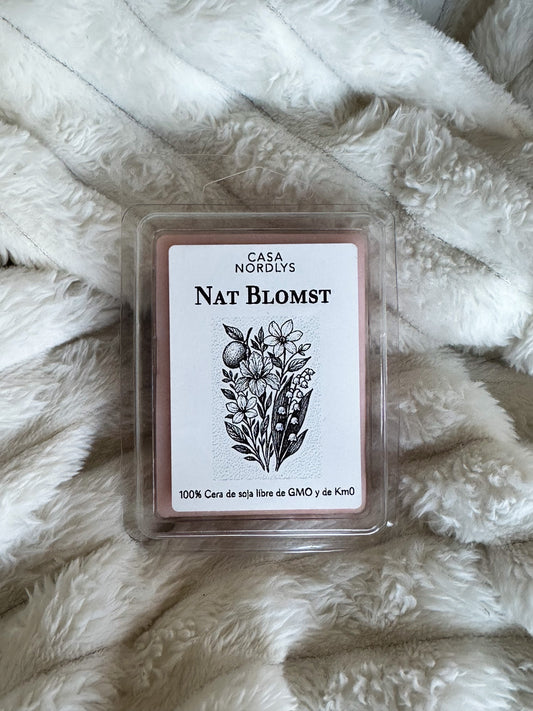 CASA
NORDLYS
NAT BLOMST
100% Cera de soja libre de GMO y de Km0